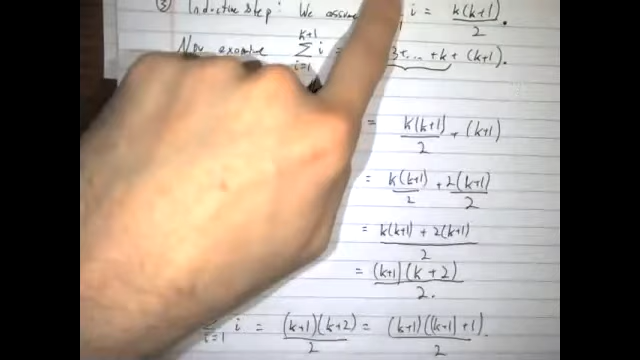 ③ Inductive Step: We assume i = k(k+1)/2.
Now examine ∑_{i=1}^{k+1} i = 3+...+k+(k+1).
= k(k+1)/2 + (k+1)
= k(k+1)/2 + 2(k+1)/2
= k(k+1) + 2(k+1)/2
= (k+1)(k+2)/2.
i=1 i = (k+1)(k+2)/2 = (k+1)((k+1)+1)/2.